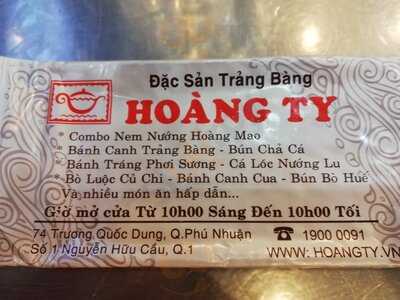 Đặc Sản Trảng Bàng
HOÀNG TY
* Combo Nem Nướng Hoàng Mao
Bánh Canh Trảng Bàng - Bún Chả Cá
Bánh Tráng Phơi Sương - Cá Lóc Nướng Lu
* Bò Luộc Củ Chi - Bánh Canh Cua - Bún Bò Huế
Và nhiều món ăn hấp dẫn...
Giờ mở cửa Từ 10h00 Sáng Đến 10h00 Tối
74 Trương Quốc Dung, Q.Phú Nhuận ☎ 1900 0091
Số 1 Nguyễn Hữu Cầu, Q.1 WWW: HOANGTY.VN